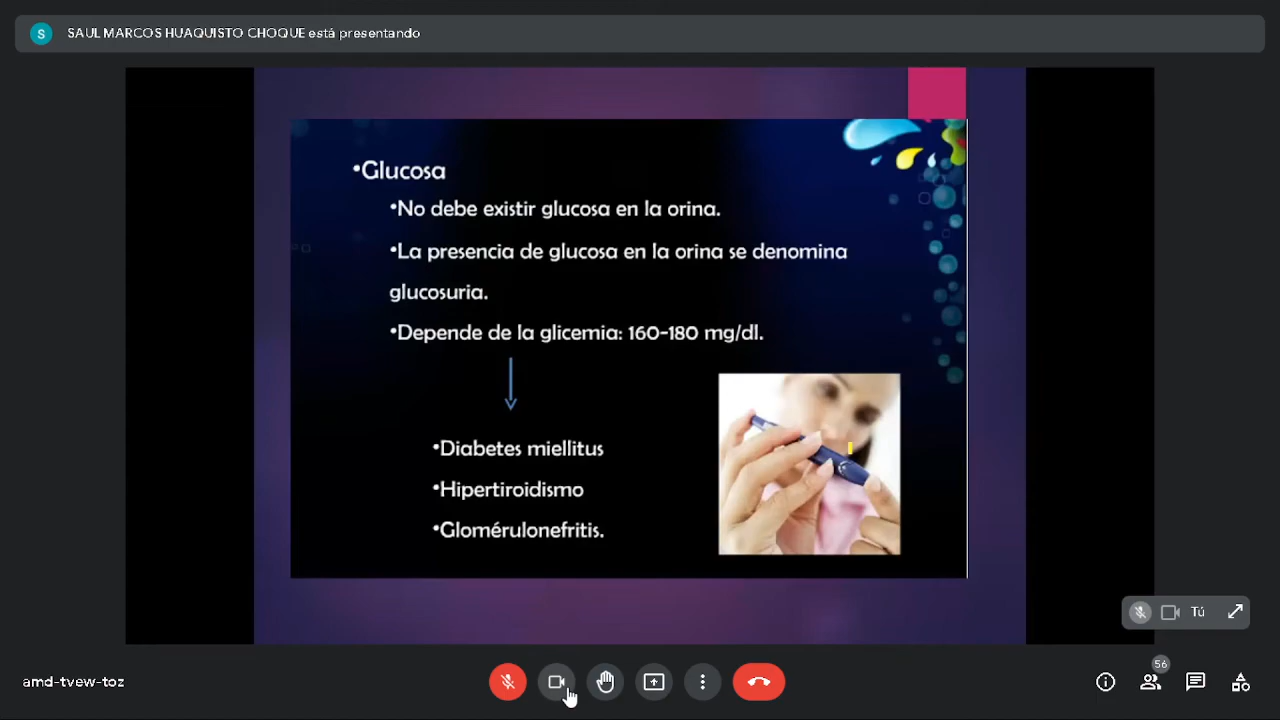 S
SAUL MARCOS HUAQUISTO CHOQUE está presentando
•Glucosa
•No debe existir glucosa en la orina.
•La presencia de glucosa en la orina se denomina
glucosuria.
•Depende de la glicemia: 160-180 mg/dl.
•Diabetes miellitus
•Hipertiroidismo
•Glomérulonefritis.
Tú
amd-tvew-toz
56